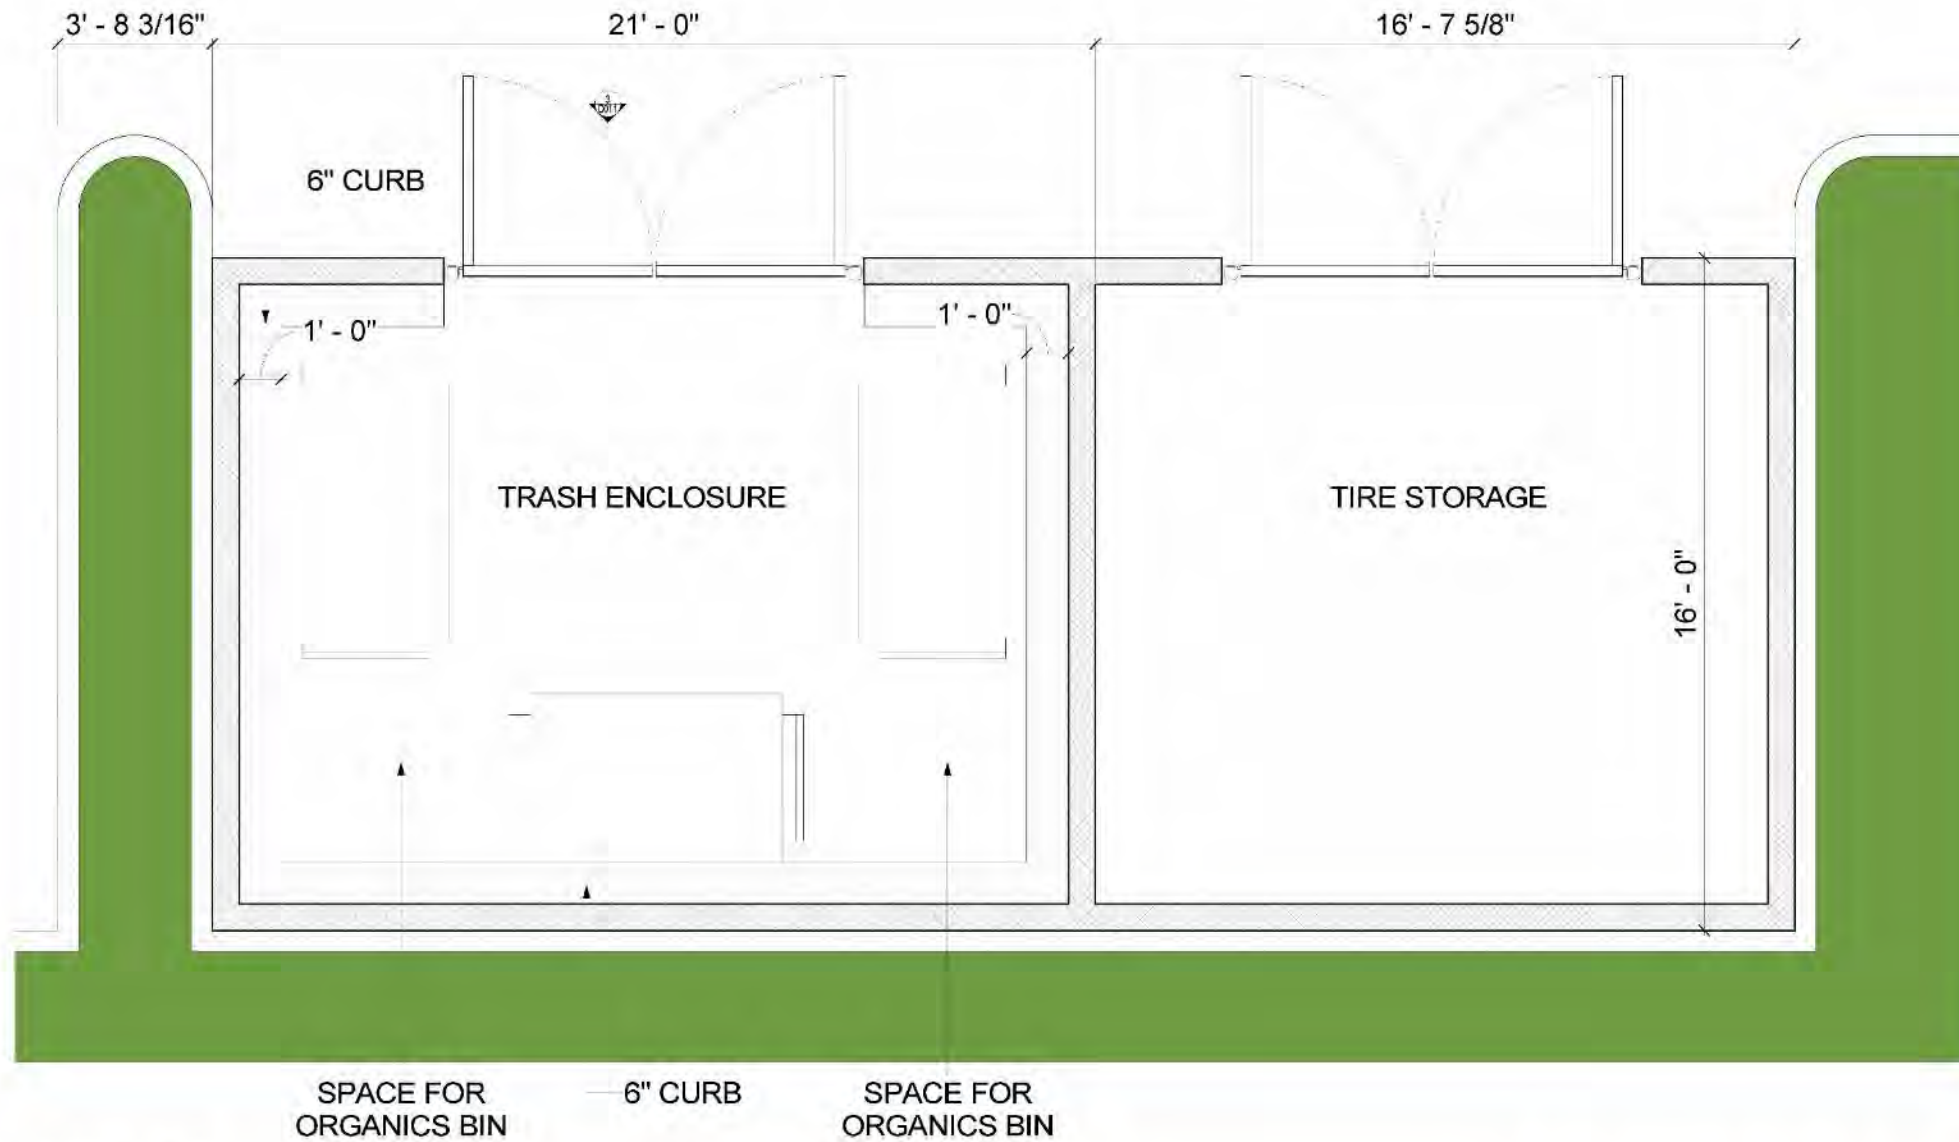 3' - 8 3/16"
21' - 0"
16' - 7 5/8"
3
6" CURB
1' - 0"
1' - 0"
TRASH ENCLOSURE
TIRE STORAGE
16' - 0"
SPACE FOR
ORGANICS BIN
6" CURB
SPACE FOR
ORGANICS BIN